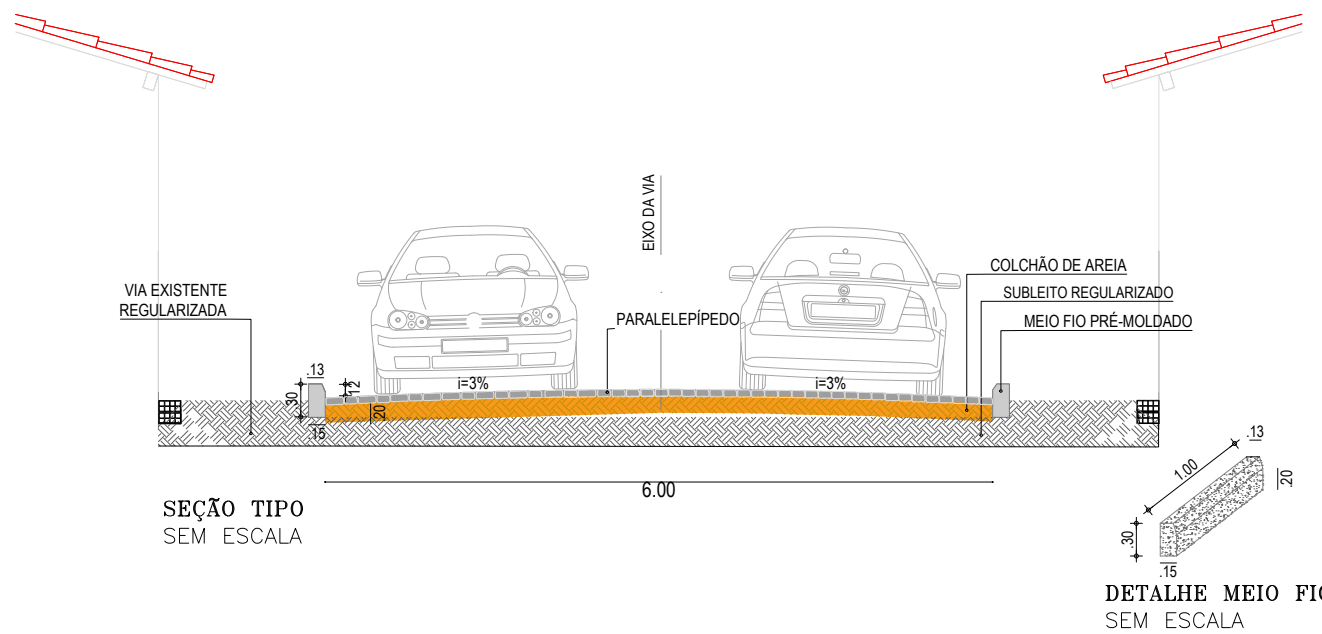 EIXO DA VIA
COLCHÃO DE AREIA
VIA EXISTENTE
REGULARIZADA
SUBLEITO REGULARIZADO
PARALELEPÍPEDO
MEIO FIO PRÉ-MOLDADO
.13
i=3%
i=3%
.12
.30
.20
.15
6.00
SEÇÃO TIPO
SEM ESCALA
.13
1.00
.20
.30
.15
DETALHE MEIO FIO
SEM ESCALA